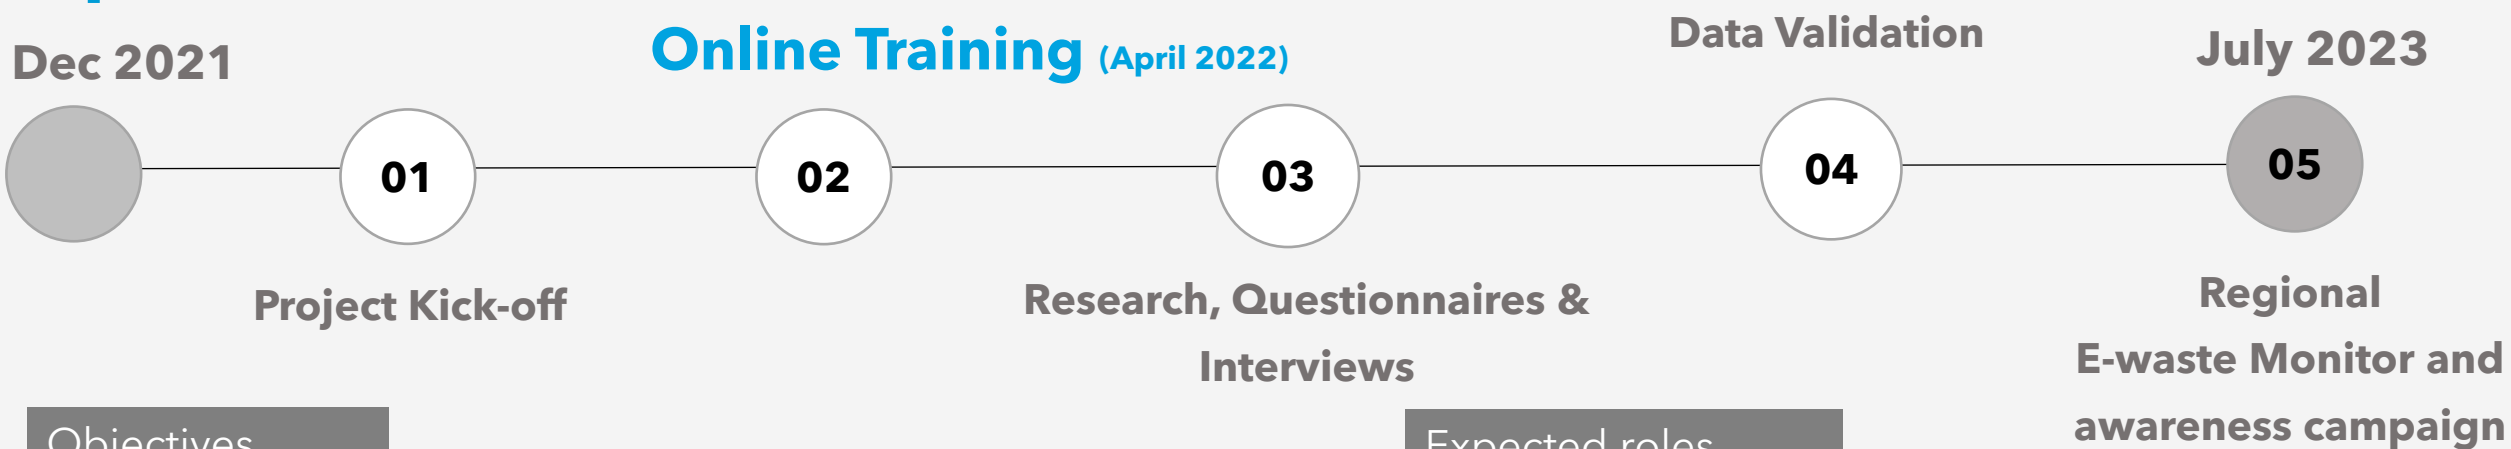 Dec 2021
Online Training (April 2022)
Data Validation
July 2023
01
02
03
04
05
Project Kick-off
Research, Questionnaires &
Interviews
Regional
E-waste Monitor and
awareness campaign
Objectives
Expected roles